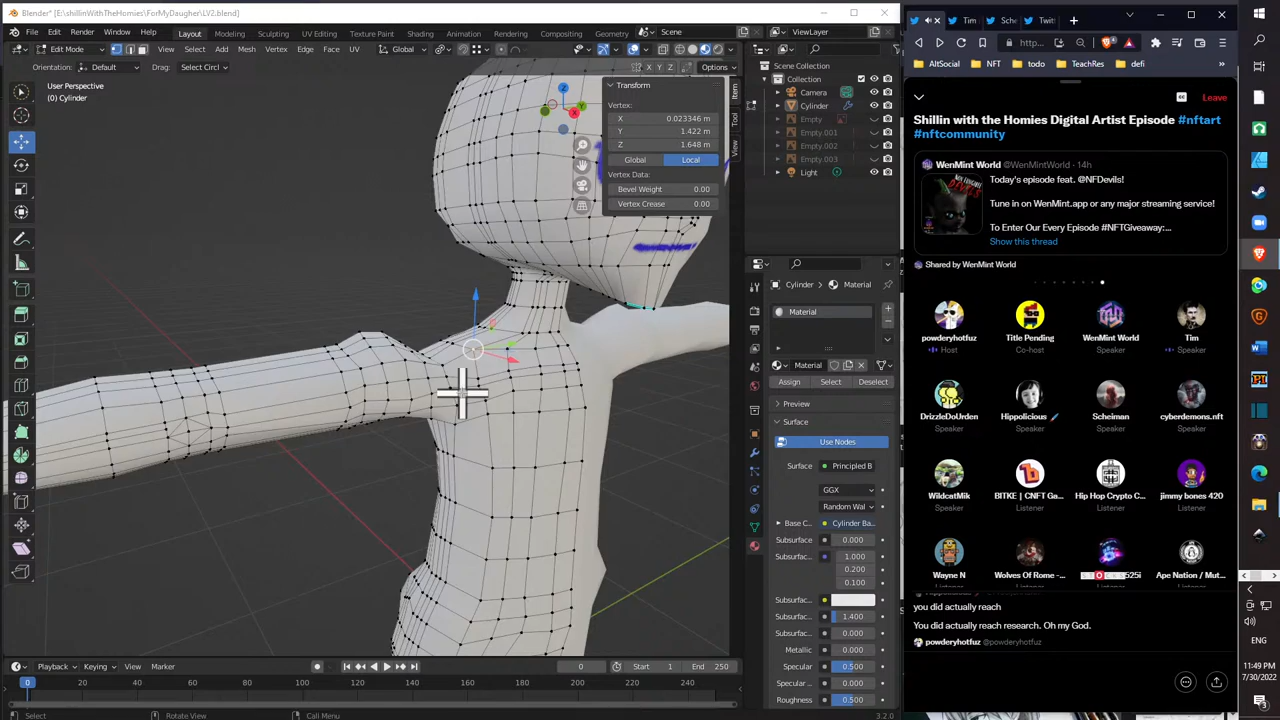 Blender* [E:\shillinWithTheHomies\ForMyDaugher\LV2.blend]
File Edit Render Window Help Layout Modeling Sculpting UV Editing Texture Paint Shading Animation Rendering Compositing Geometry Scene ViewLayer
Edit Mode View Select Add Mesh Vertex Edge Face UV Global
Orientation: Default Drag: Select Circl X Y Z Options
User Perspective
(0) Cylinder
Transform
Vertex:
X 0.023346 m
Y 1.422 m
Z 1.648 m
Global Local
Vertex Data:
Bevel Weight 0.00
Vertex Crease 0.00
Item
Tool
View
Scene Collection
Collection
Camera
Cylinder
Empty
Empty.001
Empty.002
Empty.003
Light
Cylinder Material
Material
Material
Assign Select Deselect
Preview
Surface
Use Nodes
Surface Principled B
GGX
Random Wal
Base C... Cylinder Ba...
Subsurface 0.000
Subsurfac... 1.000
0.200
0.100
Subsurfac...
Subsurfac... 1.400
Subsurfac... 0.000
Metallic 0.000
Specular 0.500
Specular ... 0.000
Roughness 0.500
Playback Keying View Marker 0 Start 1 End 250
0 20 40 60 80 100 120 140 160 180 200 220 240
Select Rotate View Call Menu 3.2.0
Tim Sche Twitt
http...
AltSocial NFT todo TeachRes defi
Leave
Shillin with the Homies Digital Artist Episode #nftart
#nftcommunity
WenMint World @WenMintWorld · 14h
Today's episode feat. @NFDevils!
Tune in on WenMint.app or any major streaming service!
To Enter Our Every Episode #NFTGiveaway:...
Show this thread
Shared by WenMint World
powderyhotfuz Title Pending WenMint World Tim
Host Co-host Speaker Speaker
DrizzleDoUrden Hippolicious Scheiman cyberdemons.nft
Speaker Speaker Speaker Speaker
WildcatMik BITKE | CNFT Ga... Hip Hop Crypto C... jimmy bones 420
Speaker Listener Listener Listener
Wayne N Wolves Of Rome -... Ape Nation / Mut...
you did actually reach
You did actually reach research. Oh my God.
powderyhotfuz @powderyhotfuz
ENG
11:49 PM
7/30/2022